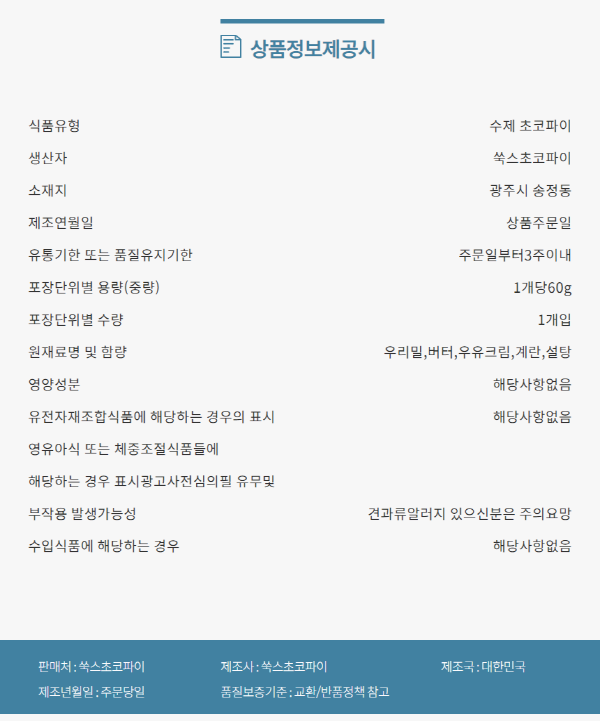 상품정보제공시
식품유형 수제 초코파이
생산자 쑥스초코파이
소재지 광주시 송정동
제조연월일 상품주문일
유통기한 또는 품질유지기한 주문일부터3주이내
포장단위별 용량(중량) 1개당60g
포장단위별 수량 1개입
원재료명 및 함량 우리밀,버터,우유크림,계란,설탕
영양성분 해당사항없음
유전자재조합식품에 해당하는 경우의 표시 해당사항없음
영유아식 또는 체중조절식품들에
해당하는 경우 표시광고사전심의필 유무및
부작용 발생가능성 견과류알러지 있으신분은 주의요망
수입식품에 해당하는 경우 해당사항없음
판매처 : 쑥스초코파이 제조사 : 쑥스초코파이 제조국 : 대한민국
제조년월일 : 주문당일 품질보증기준 : 교환/반품정책 참고